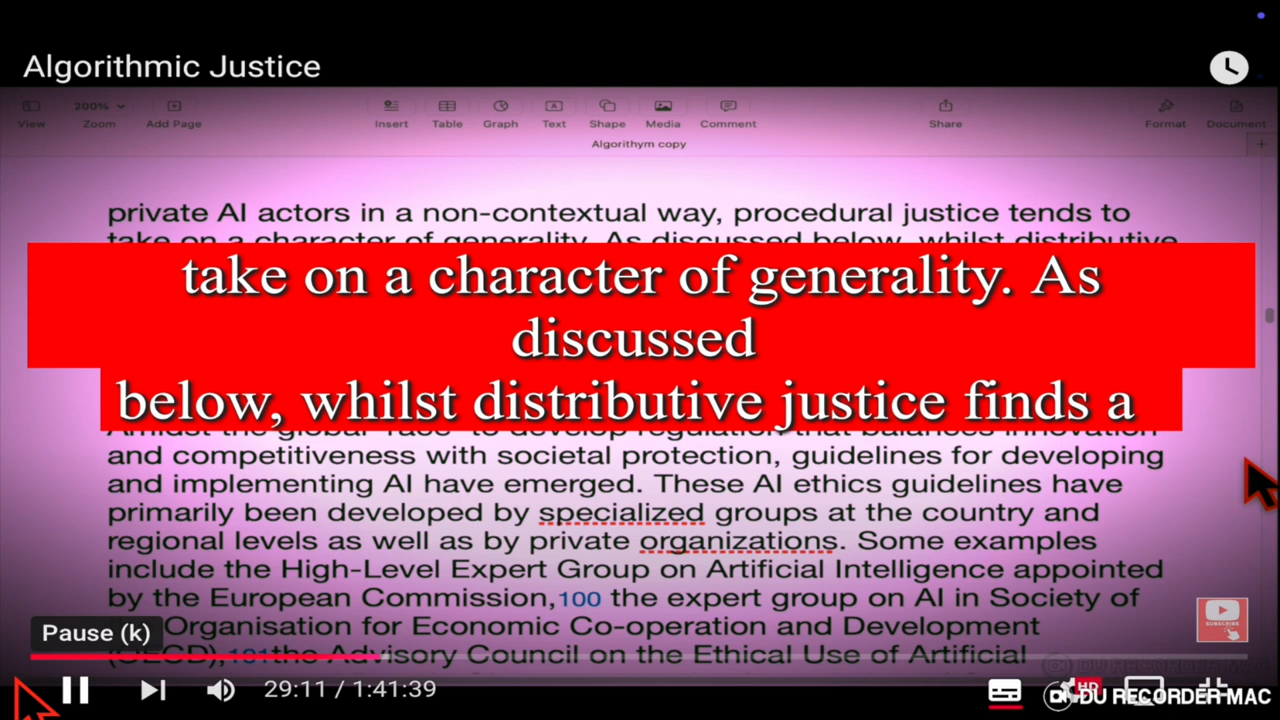 Algorithmic Justice
200%
View Zoom Add Page Insert Table Graph Text Shape Media Comment Share Format Document
Algorithym copy
private AI actors in a non-contextual way, procedural justice tends to
take on a character of generality. As discussed below, whilst distributive
take on a character of generality. As
discussed
below, whilst distributive justice finds a
Amidst the global 'race' to develop regulation that balances innovation
and competitiveness with societal protection, guidelines for developing
and implementing AI have emerged. These AI ethics guidelines have
primarily been developed by specialized groups at the country and
regional levels as well as by private organizations. Some examples
include the High-Level Expert Group on Artificial Intelligence appointed
by the European Commission,100 the expert group on AI in Society of
Organisation for Economic Co-operation and Development
Pause (k)
(OECD),101the Advisory Council on the Ethical Use of Artificial
SUBSCRIBE
DU RECORDER MAC
29:11 / 1:41:39
HD
DU RECORDER MAC